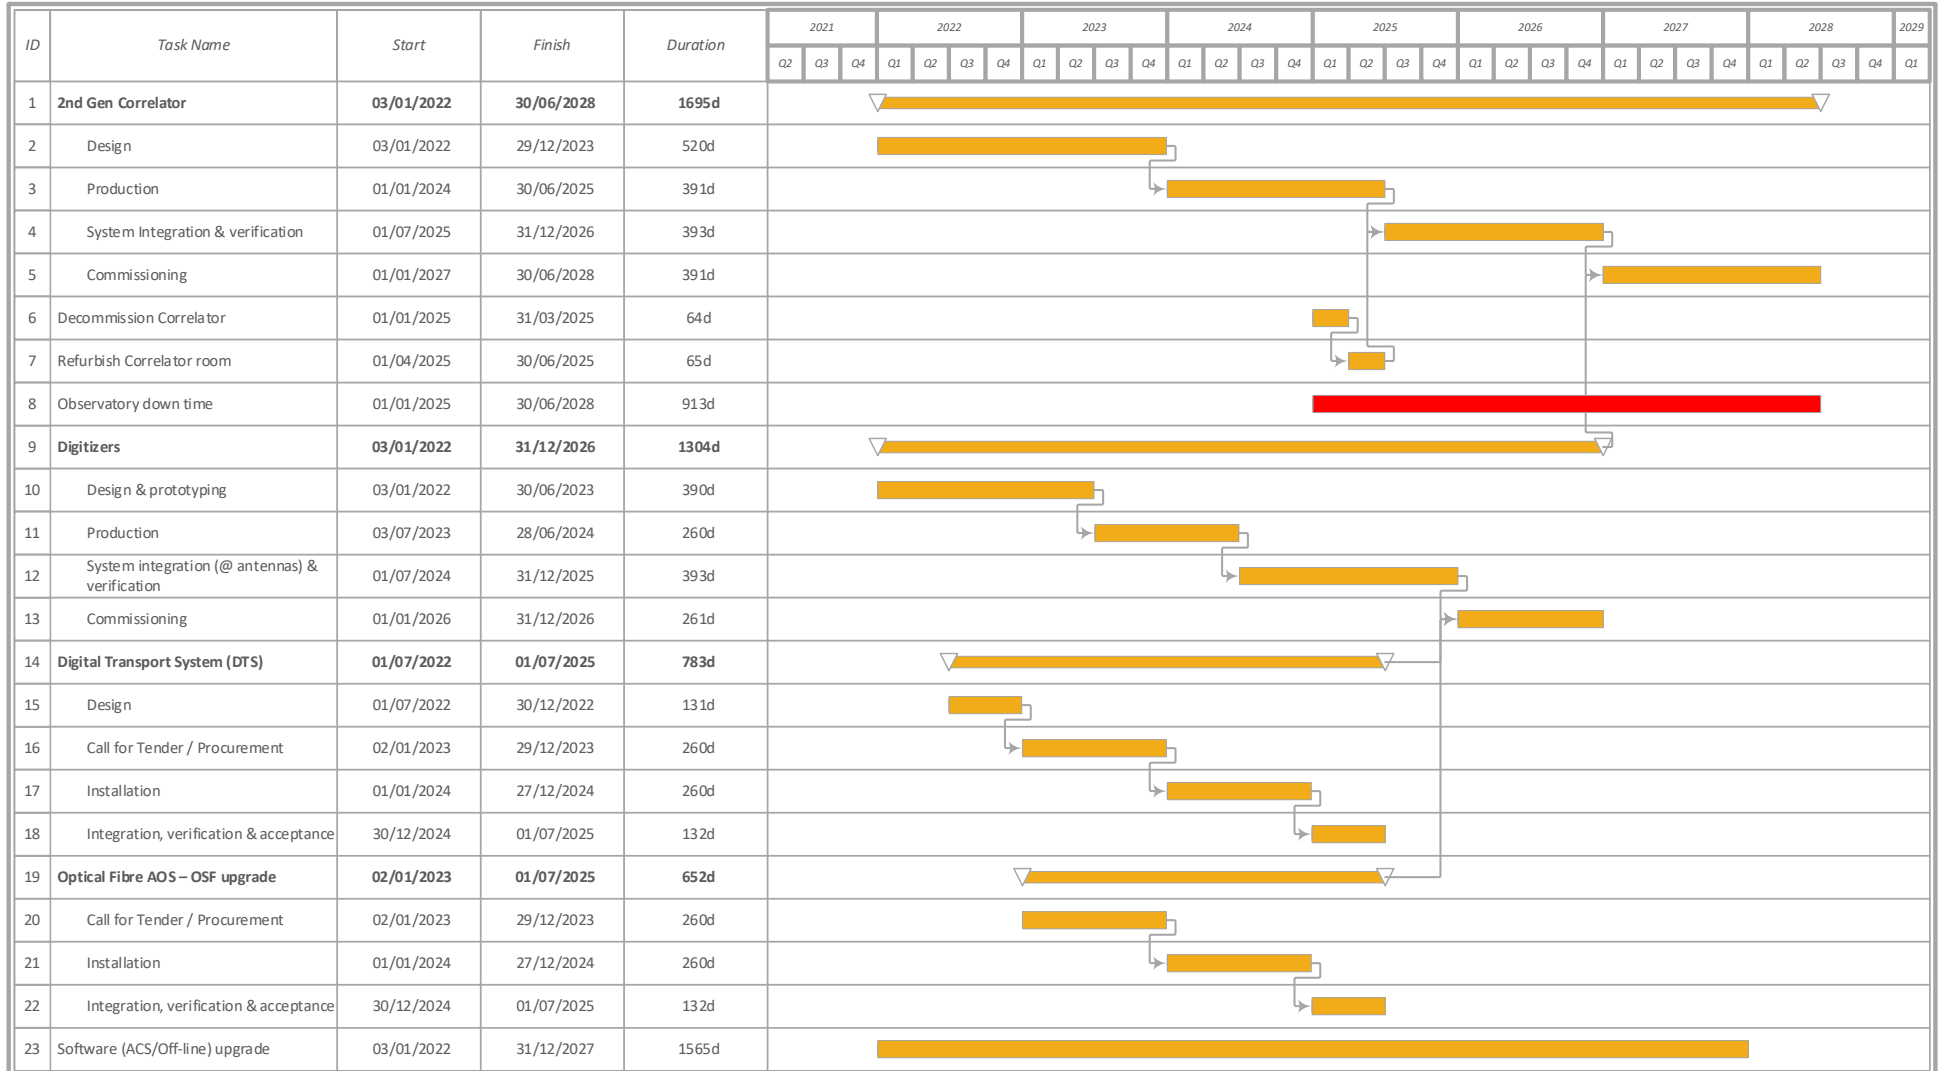 ID Task Name Start Finish Duration 2021 2022 2023 2024 2025 2026 2027 2028 2029
Q2 Q3 Q4 Q1 Q2 Q3 Q4 Q1 Q2 Q3 Q4 Q1 Q2 Q3 Q4 Q1 Q2 Q3 Q4 Q1 Q2 Q3 Q4 Q1 Q2 Q3 Q4 Q1 Q2 Q3 Q4 Q1
1 2nd Gen Correlator 03/01/2022 30/06/2028 1695d
2 Design 03/01/2022 29/12/2023 520d
3 Production 01/01/2024 30/06/2025 391d
4 System Integration & verification 01/07/2025 31/12/2026 393d
5 Commissioning 01/01/2027 30/06/2028 391d
6 Decommission Correlator 01/01/2025 31/03/2025 64d
7 Refurbish Correlator room 01/04/2025 30/06/2025 65d
8 Observatory down time 01/01/2025 30/06/2028 913d
9 Digitizers 03/01/2022 31/12/2026 1304d
10 Design & prototyping 03/01/2022 30/06/2023 390d
11 Production 03/07/2023 28/06/2024 260d
12 System integration (@ antennas) &
verification 01/07/2024 31/12/2025 393d
13 Commissioning 01/01/2026 31/12/2026 261d
14 Digital Transport System (DTS) 01/07/2022 01/07/2025 783d
15 Design 01/07/2022 30/12/2022 131d
16 Call for Tender / Procurement 02/01/2023 29/12/2023 260d
17 Installation 01/01/2024 27/12/2024 260d
18 Integration, verification & acceptance 30/12/2024 01/07/2025 132d
19 Optical Fibre AOS – OSF upgrade 02/01/2023 01/07/2025 652d
20 Call for Tender / Procurement 02/01/2023 29/12/2023 260d
21 Installation 01/01/2024 27/12/2024 260d
22 Integration, verification & acceptance 30/12/2024 01/07/2025 132d
23 Software (ACS/Off-line) upgrade 03/01/2022 31/12/2027 1565d